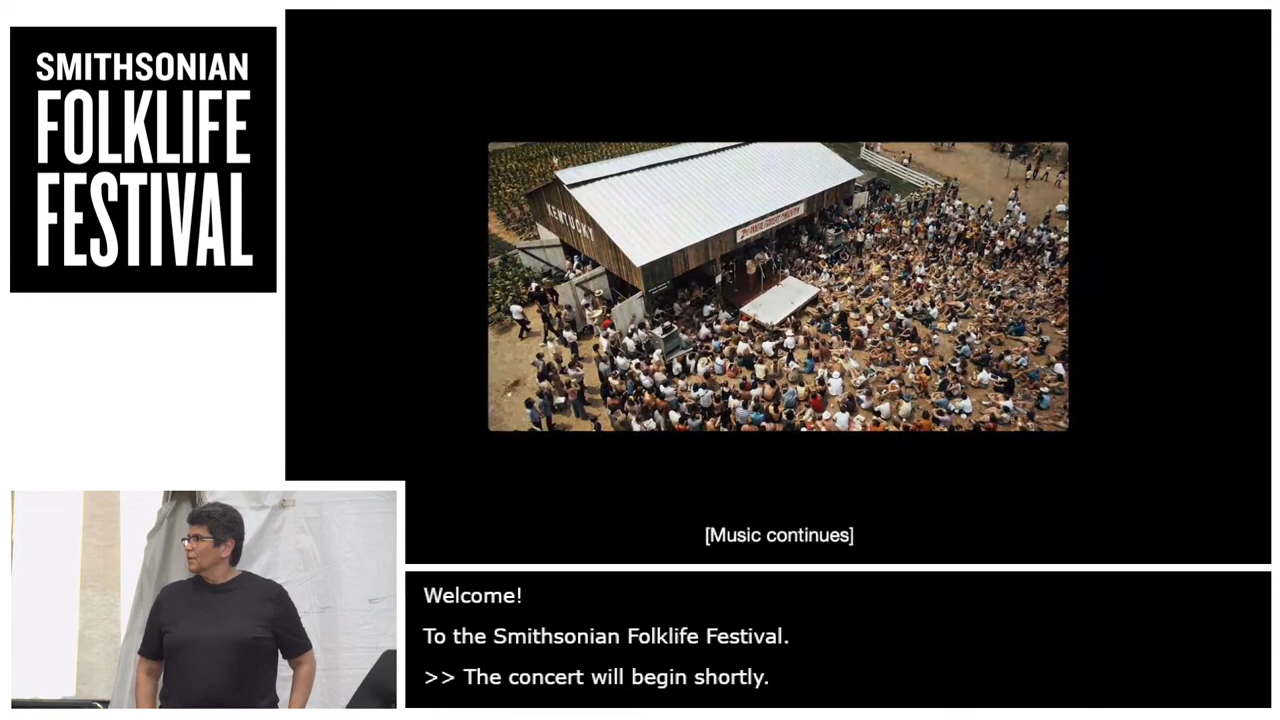 SMITHSONIAN
FOLKLIFE
FESTIVAL
KENTUCKY
[Music continues]
Welcome!
To the Smithsonian Folklife Festival.
>> The concert will begin shortly.